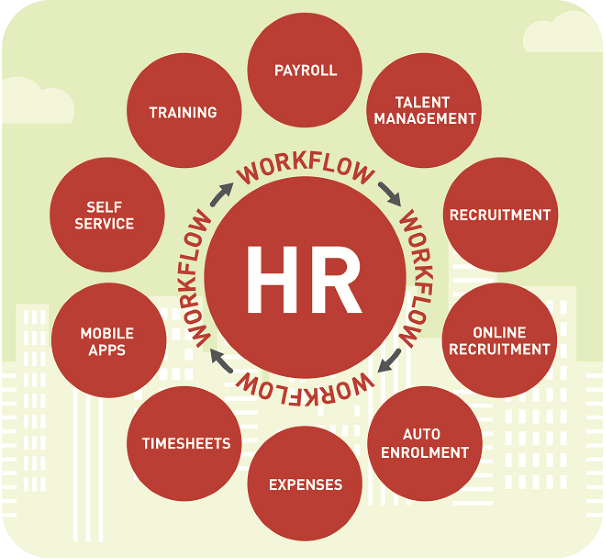 PAYROLL
TALENT
MANAGEMENT
RECRUITMENT
ONLINE
RECRUITMENT
AUTO
ENROLMENT
EXPENSES
TIMESHEETS
MOBILE
APPS
SELF
SERVICE
TRAINING
WORKFLOW
WORKFLOW
WORKFLOW
WORKFLOW
HR